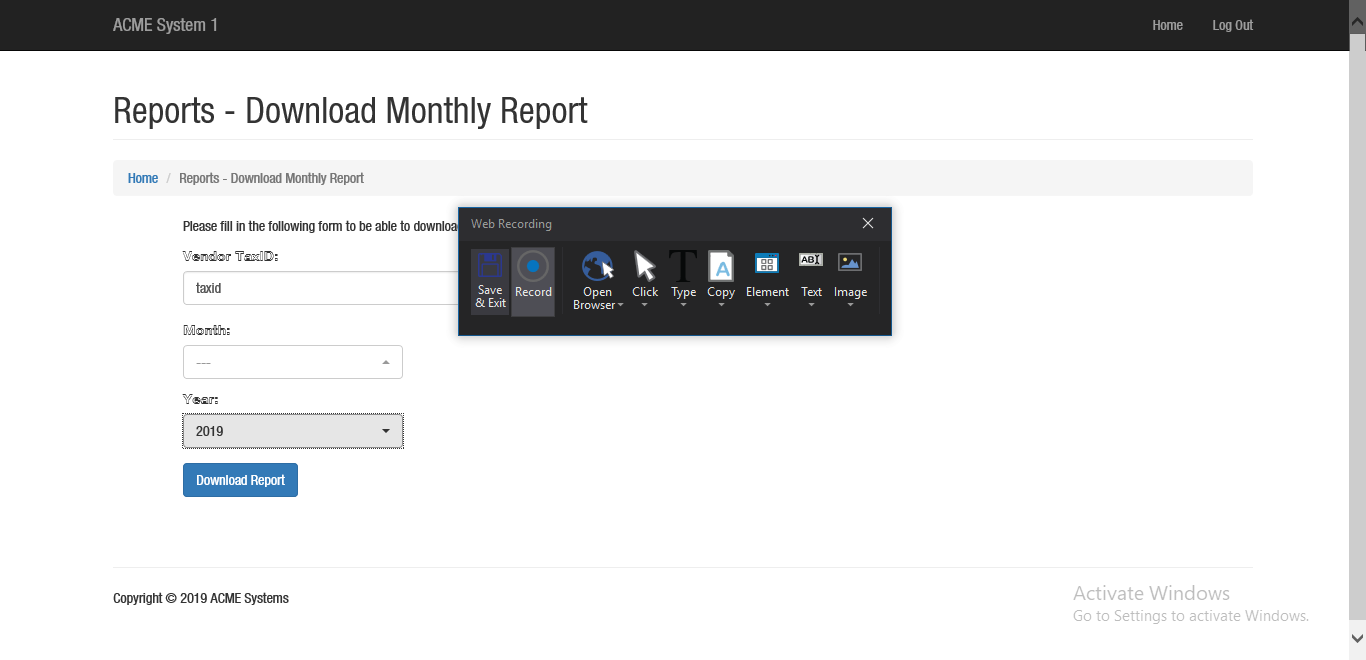 ACME System 1
Home
Log Out
Reports - Download Monthly Report
Home / Reports - Download Monthly Report
Please fill in the following form to be able to
Vendor TaxID:
taxid
Month:
---
Year:
2019
Download Report
Web Recording
Save & Exit
Record
Open Browser
Click
Type
Copy
Element
Text
Image
T
A
AB
Copyright © 2019 ACME Systems
Activate Windows
Go to Settings to activate Windows.